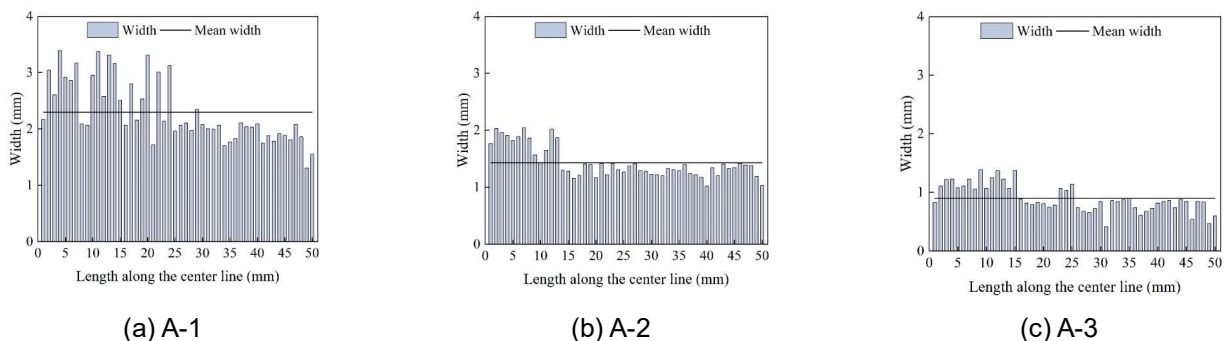 4
3
2
1
0
Width (mm)
Width Mean width
0 5 10 15 20 25 30 35 40 45 50
Length along the center line (mm)
(a) A-1
4
3
2
1
0
Width (mm)
Width Mean width
0 5 10 15 20 25 30 35 40 45 50
Length along the center line (mm)
(b) A-2
4
3
2
1
0
Width (mm)
Width Mean width
0 5 10 15 20 25 30 35 40 45 50
Length along the center line (mm)
(c) A-3